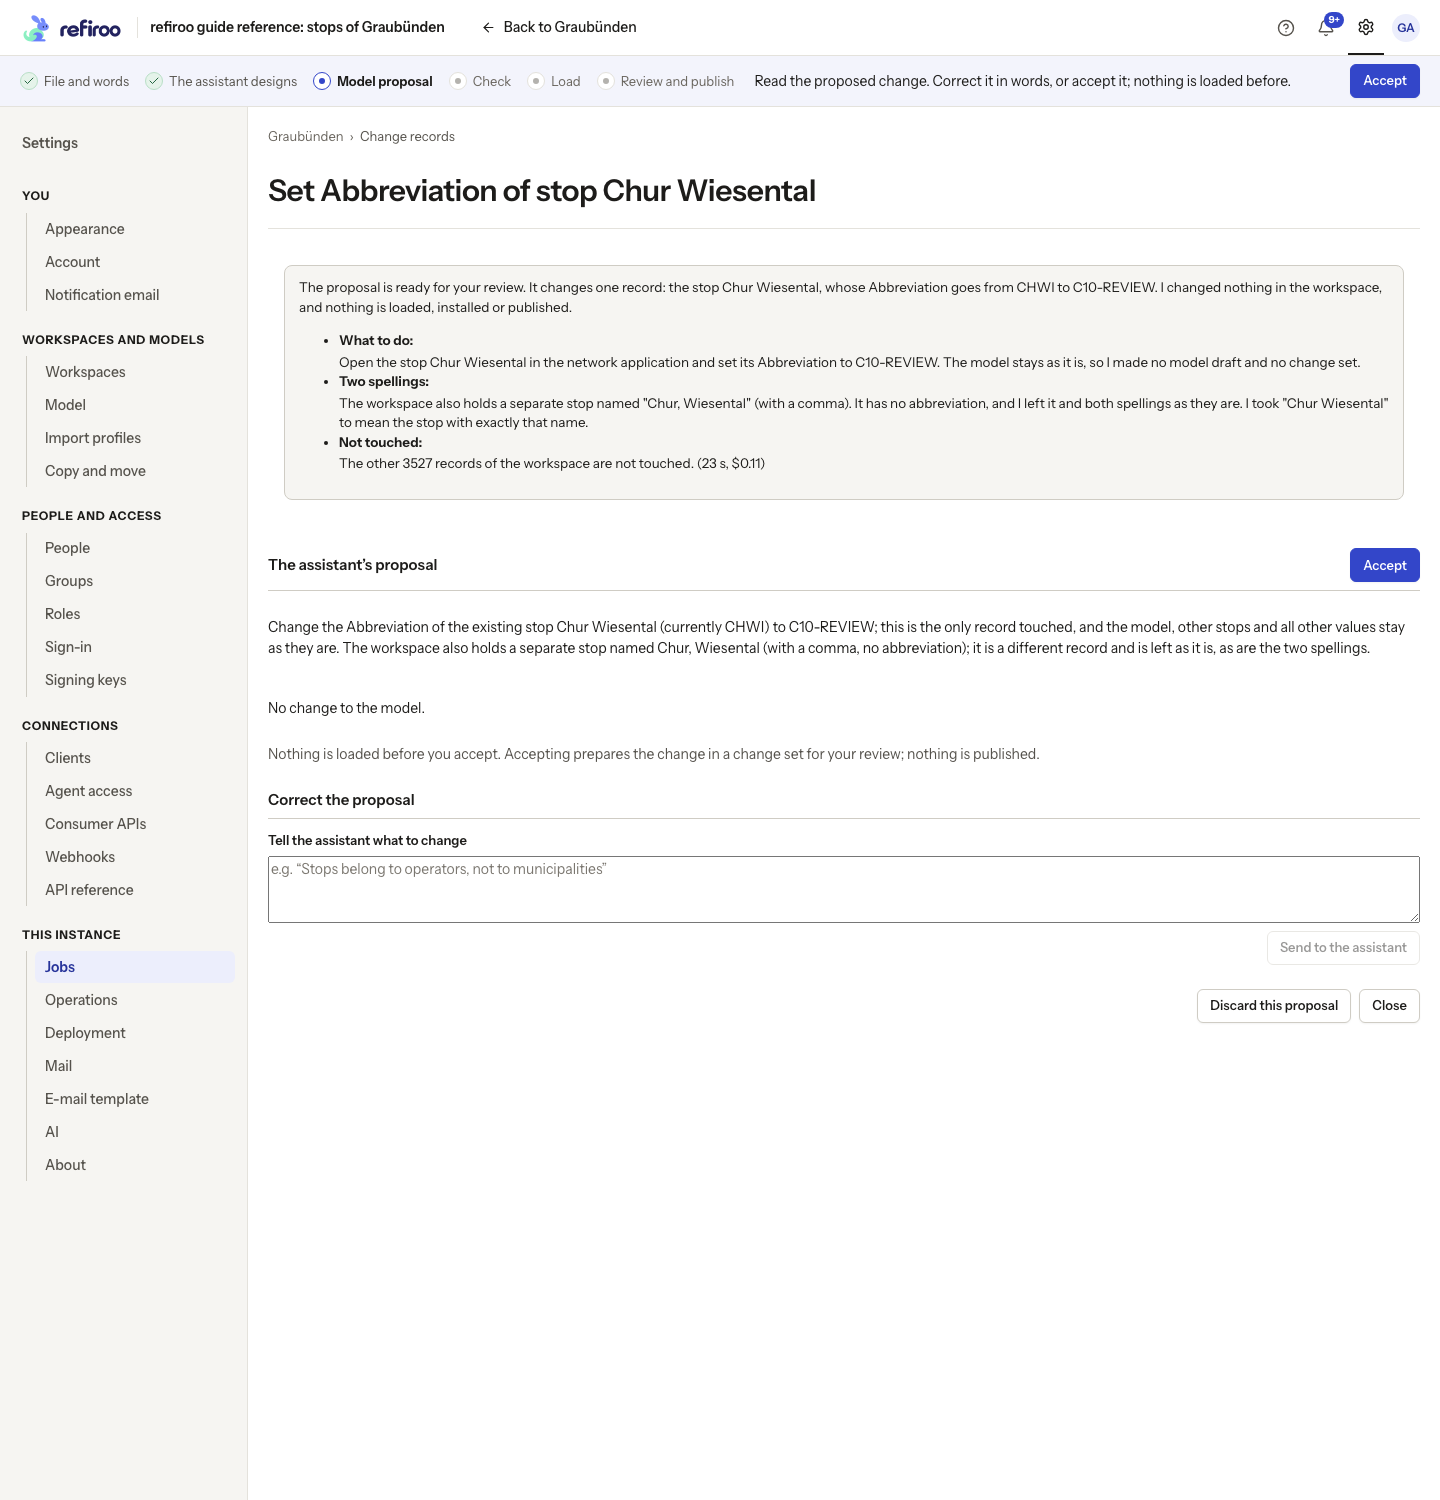 refiroo
refiroo guide reference: stops of Graubünden
← Back to Graubünden
9+
GA
File and words
The assistant designs
Model proposal
Check
Load
Review and publish
Read the proposed change. Correct it in words, or accept it; nothing is loaded before.
Accept
Settings
YOU
Appearance
Account
Notification email
WORKSPACES AND MODELS
Workspaces
Model
Import profiles
Copy and move
PEOPLE AND ACCESS
People
Groups
Roles
Sign-in
Signing keys
CONNECTIONS
Clients
Agent access
Consumer APIs
Webhooks
API reference
THIS INSTANCE
Jobs
Operations
Deployment
Mail
E-mail template
AI
About
Graubünden › Change records
Set Abbreviation of stop Chur Wiesental
The proposal is ready for your review. It changes one record: the stop Chur Wiesental, whose Abbreviation goes from CHWI to C10-REVIEW. I changed nothing in the workspace,
and nothing is loaded, installed or published.
• What to do:
Open the stop Chur Wiesental in the network application and set its Abbreviation to C10-REVIEW. The model stays as it is, so I made no model draft and no change set.
• Two spellings:
The workspace also holds a separate stop named "Chur, Wiesental" (with a comma). It has no abbreviation, and I left it and both spellings as they are. I took "Chur Wiesental"
to mean the stop with exactly that name.
• Not touched:
The other 3527 records of the workspace are not touched. (23 s, $0.11)
The assistant's proposal
Accept
Change the Abbreviation of the existing stop Chur Wiesental (currently CHWI) to C10-REVIEW; this is the only record touched, and the model, other stops and all other values stay
as they are. The workspace also holds a separate stop named Chur, Wiesental (with a comma, no abbreviation); it is a different record and is left as it is, as are the two spellings.
No change to the model.
Nothing is loaded before you accept. Accepting prepares the change in a change set for your review; nothing is published.
Correct the proposal
Tell the assistant what to change
e.g. “Stops belong to operators, not to municipalities”
Send to the assistant
Discard this proposal
Close